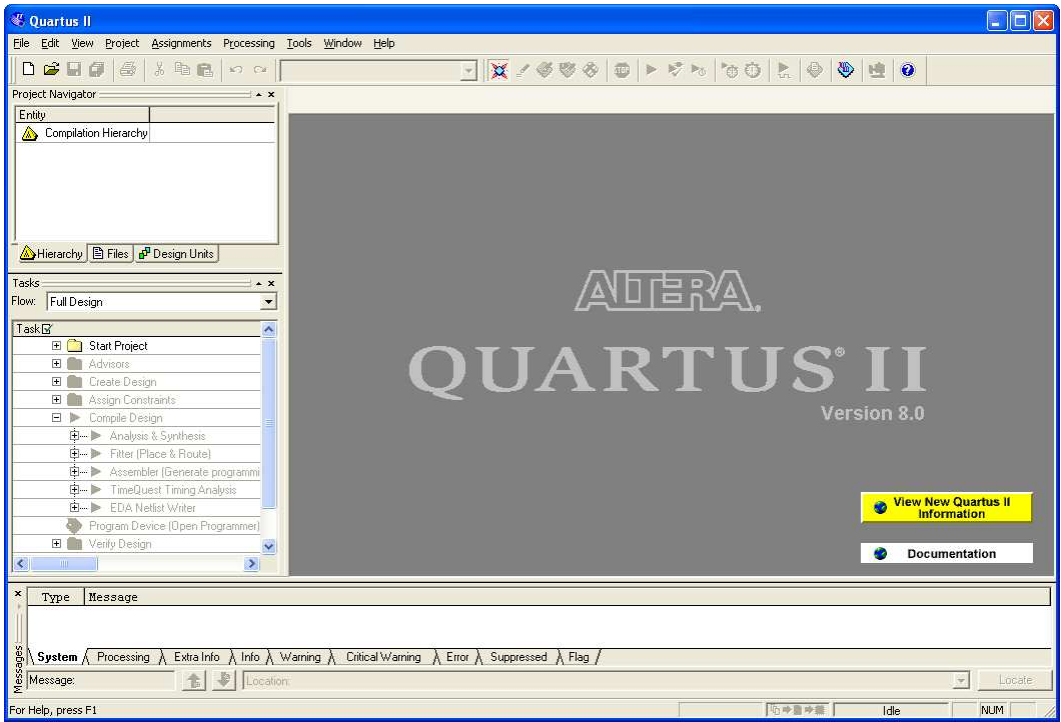 Quartus II
File Edit View Project Assignments Processing Tools Window Help
Project Navigator
Entity
Compilation Hierarchy
Hierarchy Files Design Units
Tasks
Flow: Full Design
Task
Start Project
Advisors
Create Design
Assign Constraints
Compile Design
Analysis & Synthesis
Fitter (Place & Route)
Assembler (Generate programmi
TimeQuest Timing Analysis
EDA Netlist Writer
Program Device (Open Programmer)
Verify Design
ALTERA.
QUARTUS® II
Version 8.0
View New Quartus II
Information
Documentation
Type Message
System Processing Extra Info Info Warning Critical Warning Error Suppressed Flag
Messages
Message: Location: Locate
For Help, press F1 Idle NUM